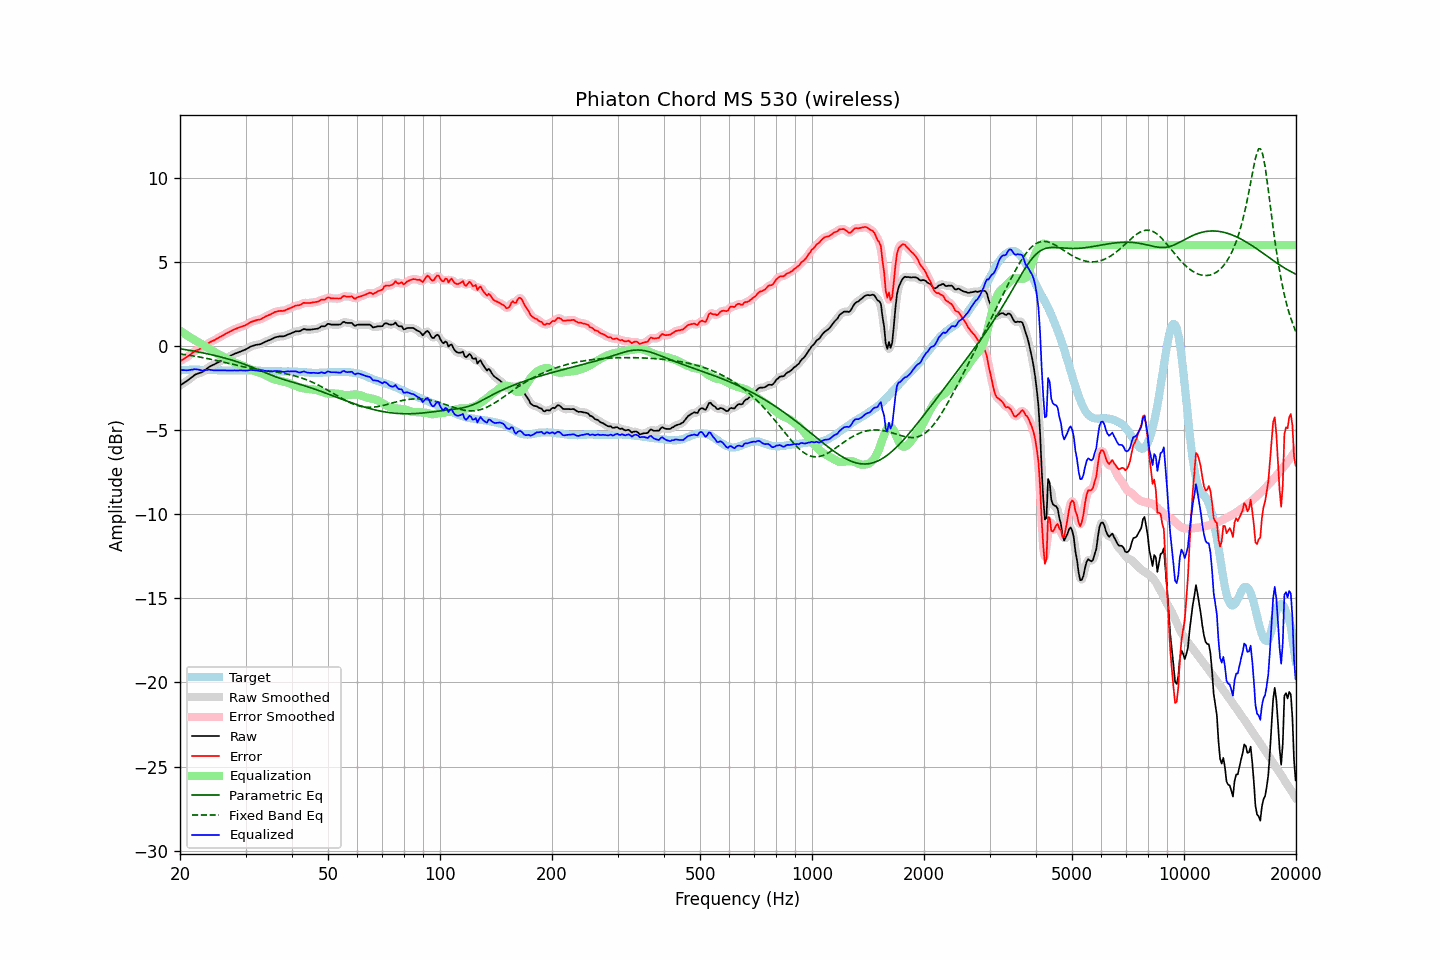 Phiaton Chord MS 530 (wireless)
Amplitude (dBr)
10
5
0
−5
−10
−15
−20
−25
−30
Target
Raw Smoothed
Error Smoothed
Raw
Error
Equalization
Parametric Eq
Fixed Band Eq
Equalized
20
50
100
200
500
1000
2000
5000
10000
20000
Frequency (Hz)